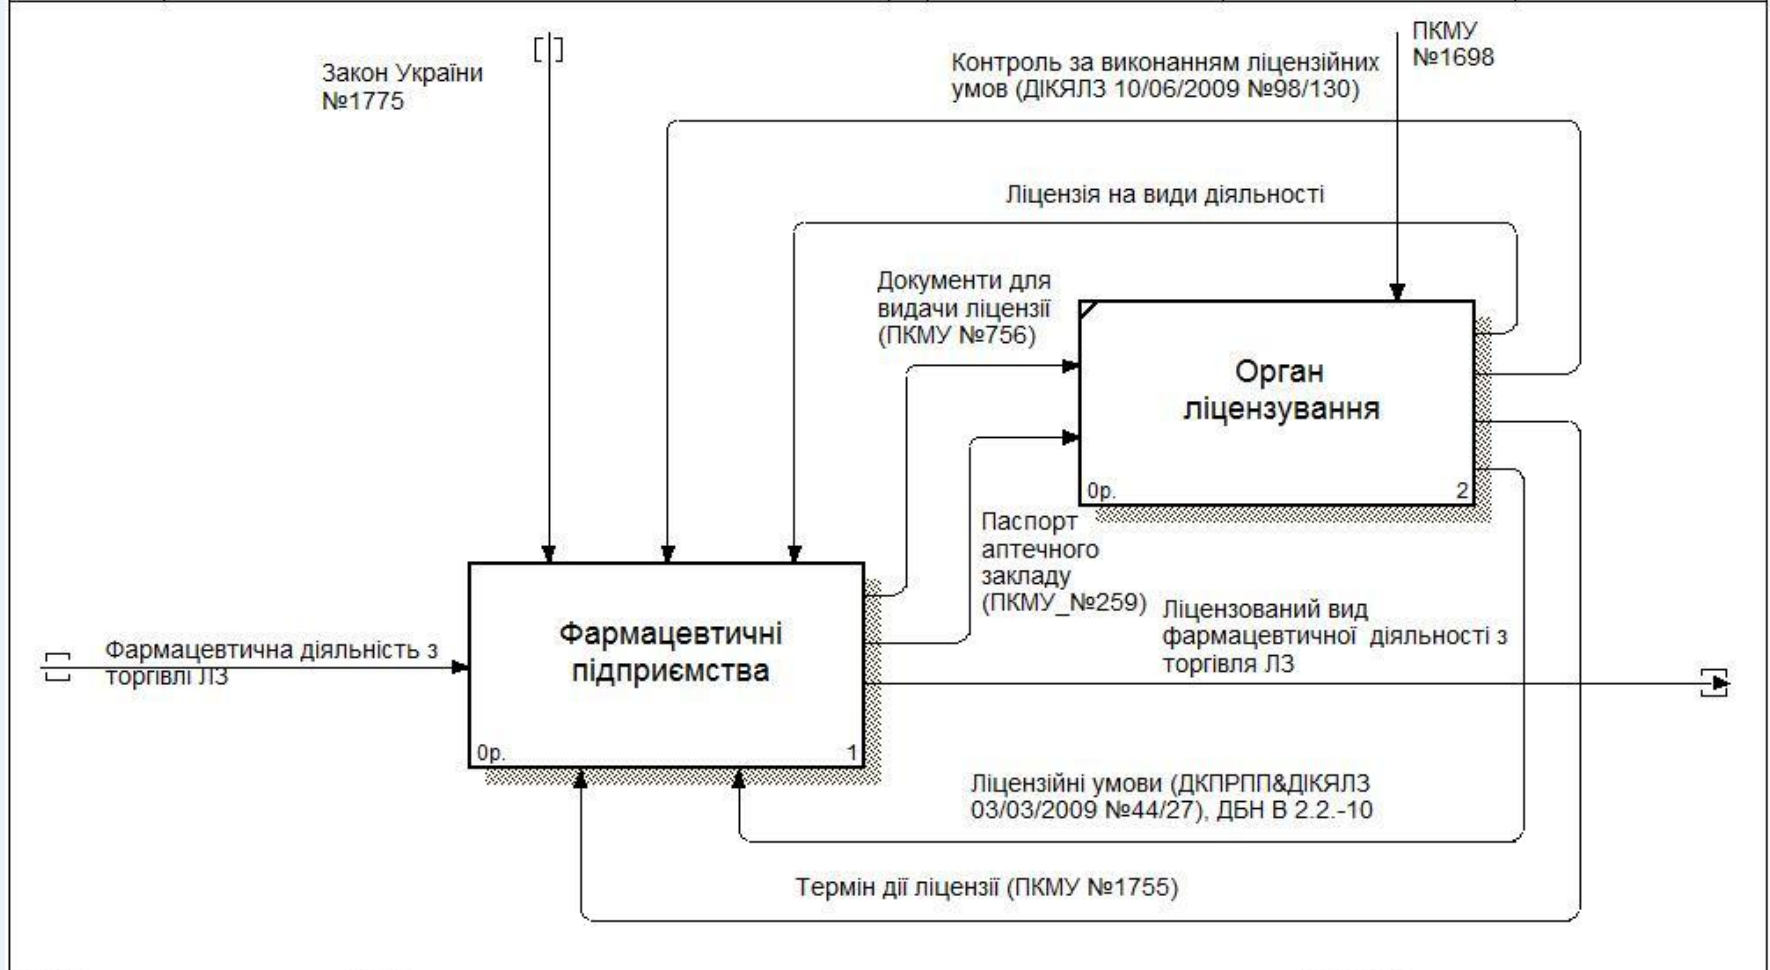 ПКМУ
№1698
Контроль за виконанням ліцензійних
умов (ДІКЯЛЗ 10/06/2009 №98/130)
Закон України
№1775
Ліцензія на види діяльності
Документи для
видачи ліцензії
(ПКМУ №756)
Орган
ліцензування
0р.
2
Паспорт
аптечного
закладу
(ПКМУ_№259)
Ліцензований вид
фармацевтичної діяльності з
торгівля ЛЗ
Фармацевтична діяльність з
торгівлі ЛЗ
Фармацевтичні
підприємства
0р.
1
Ліцензійні умови (ДКПРПП&ДІКЯЛЗ
03/03/2009 №44/27), ДБН В 2.2.-10
Термін дії ліцензії (ПКМУ №1755)